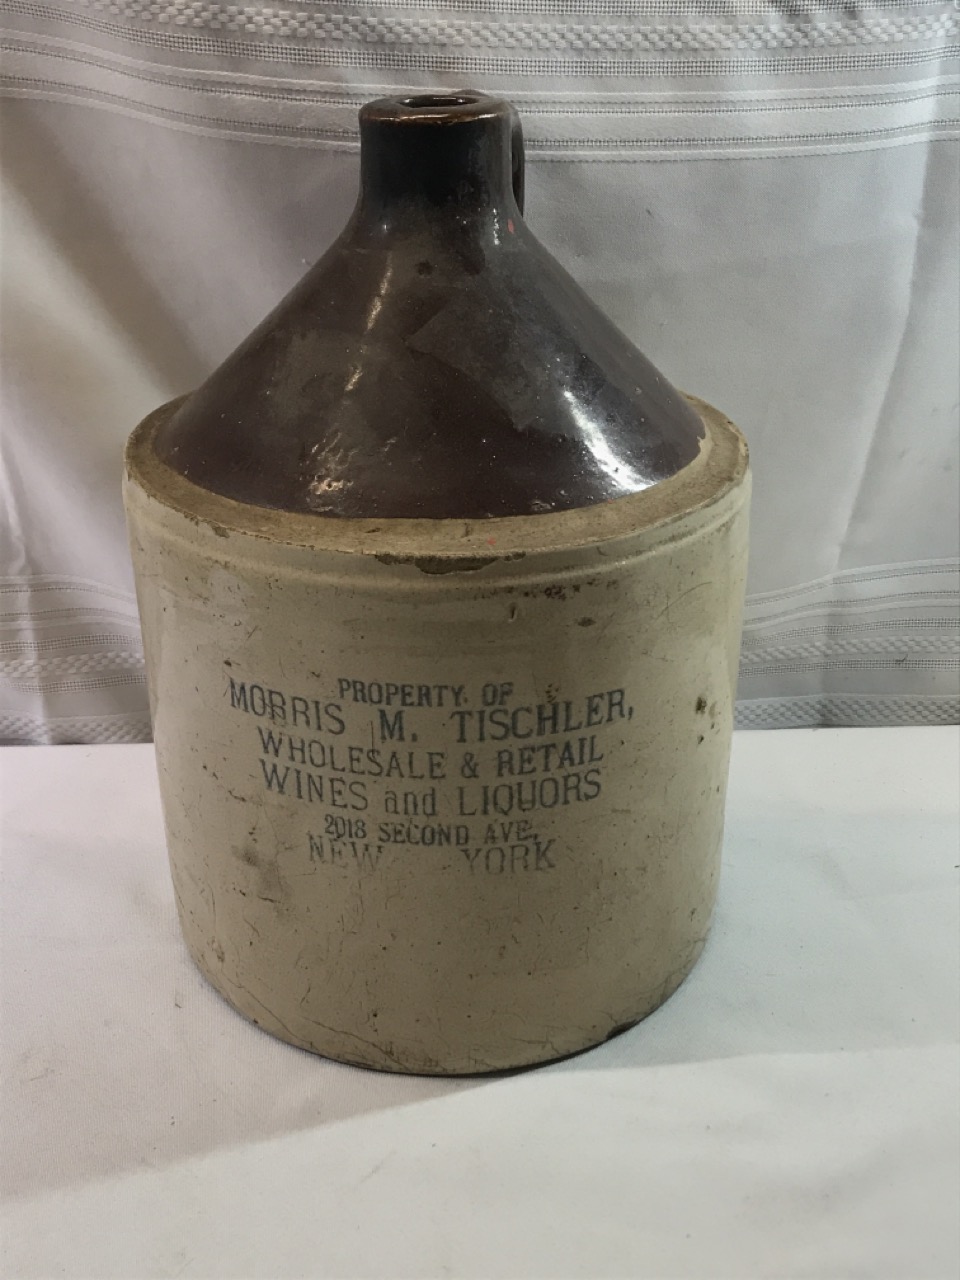 PROPERTY OF
MORRIS M. TISCHLER,
WHOLESALE & RETAIL
WINES and LIQUORS
2018 SECOND AVE,
NEW YORK